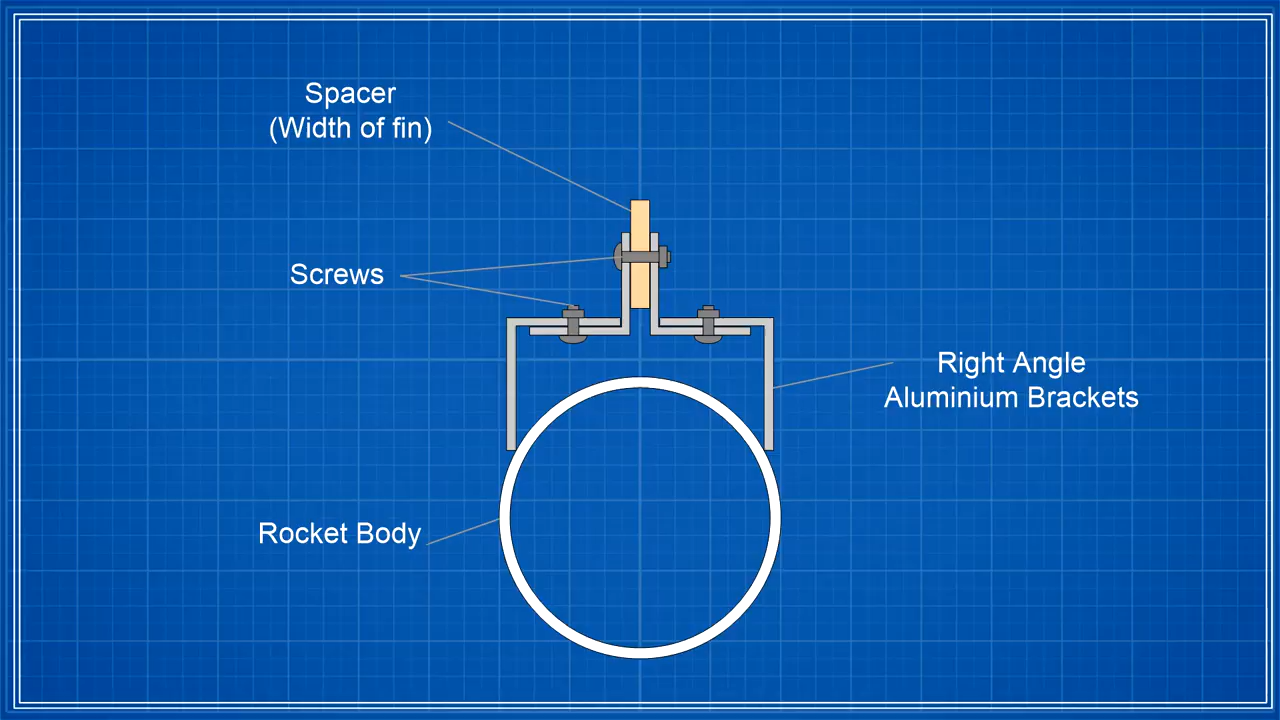 Spacer
(Width of fin)
Screws
Right Angle
Aluminium Brackets
Rocket Body